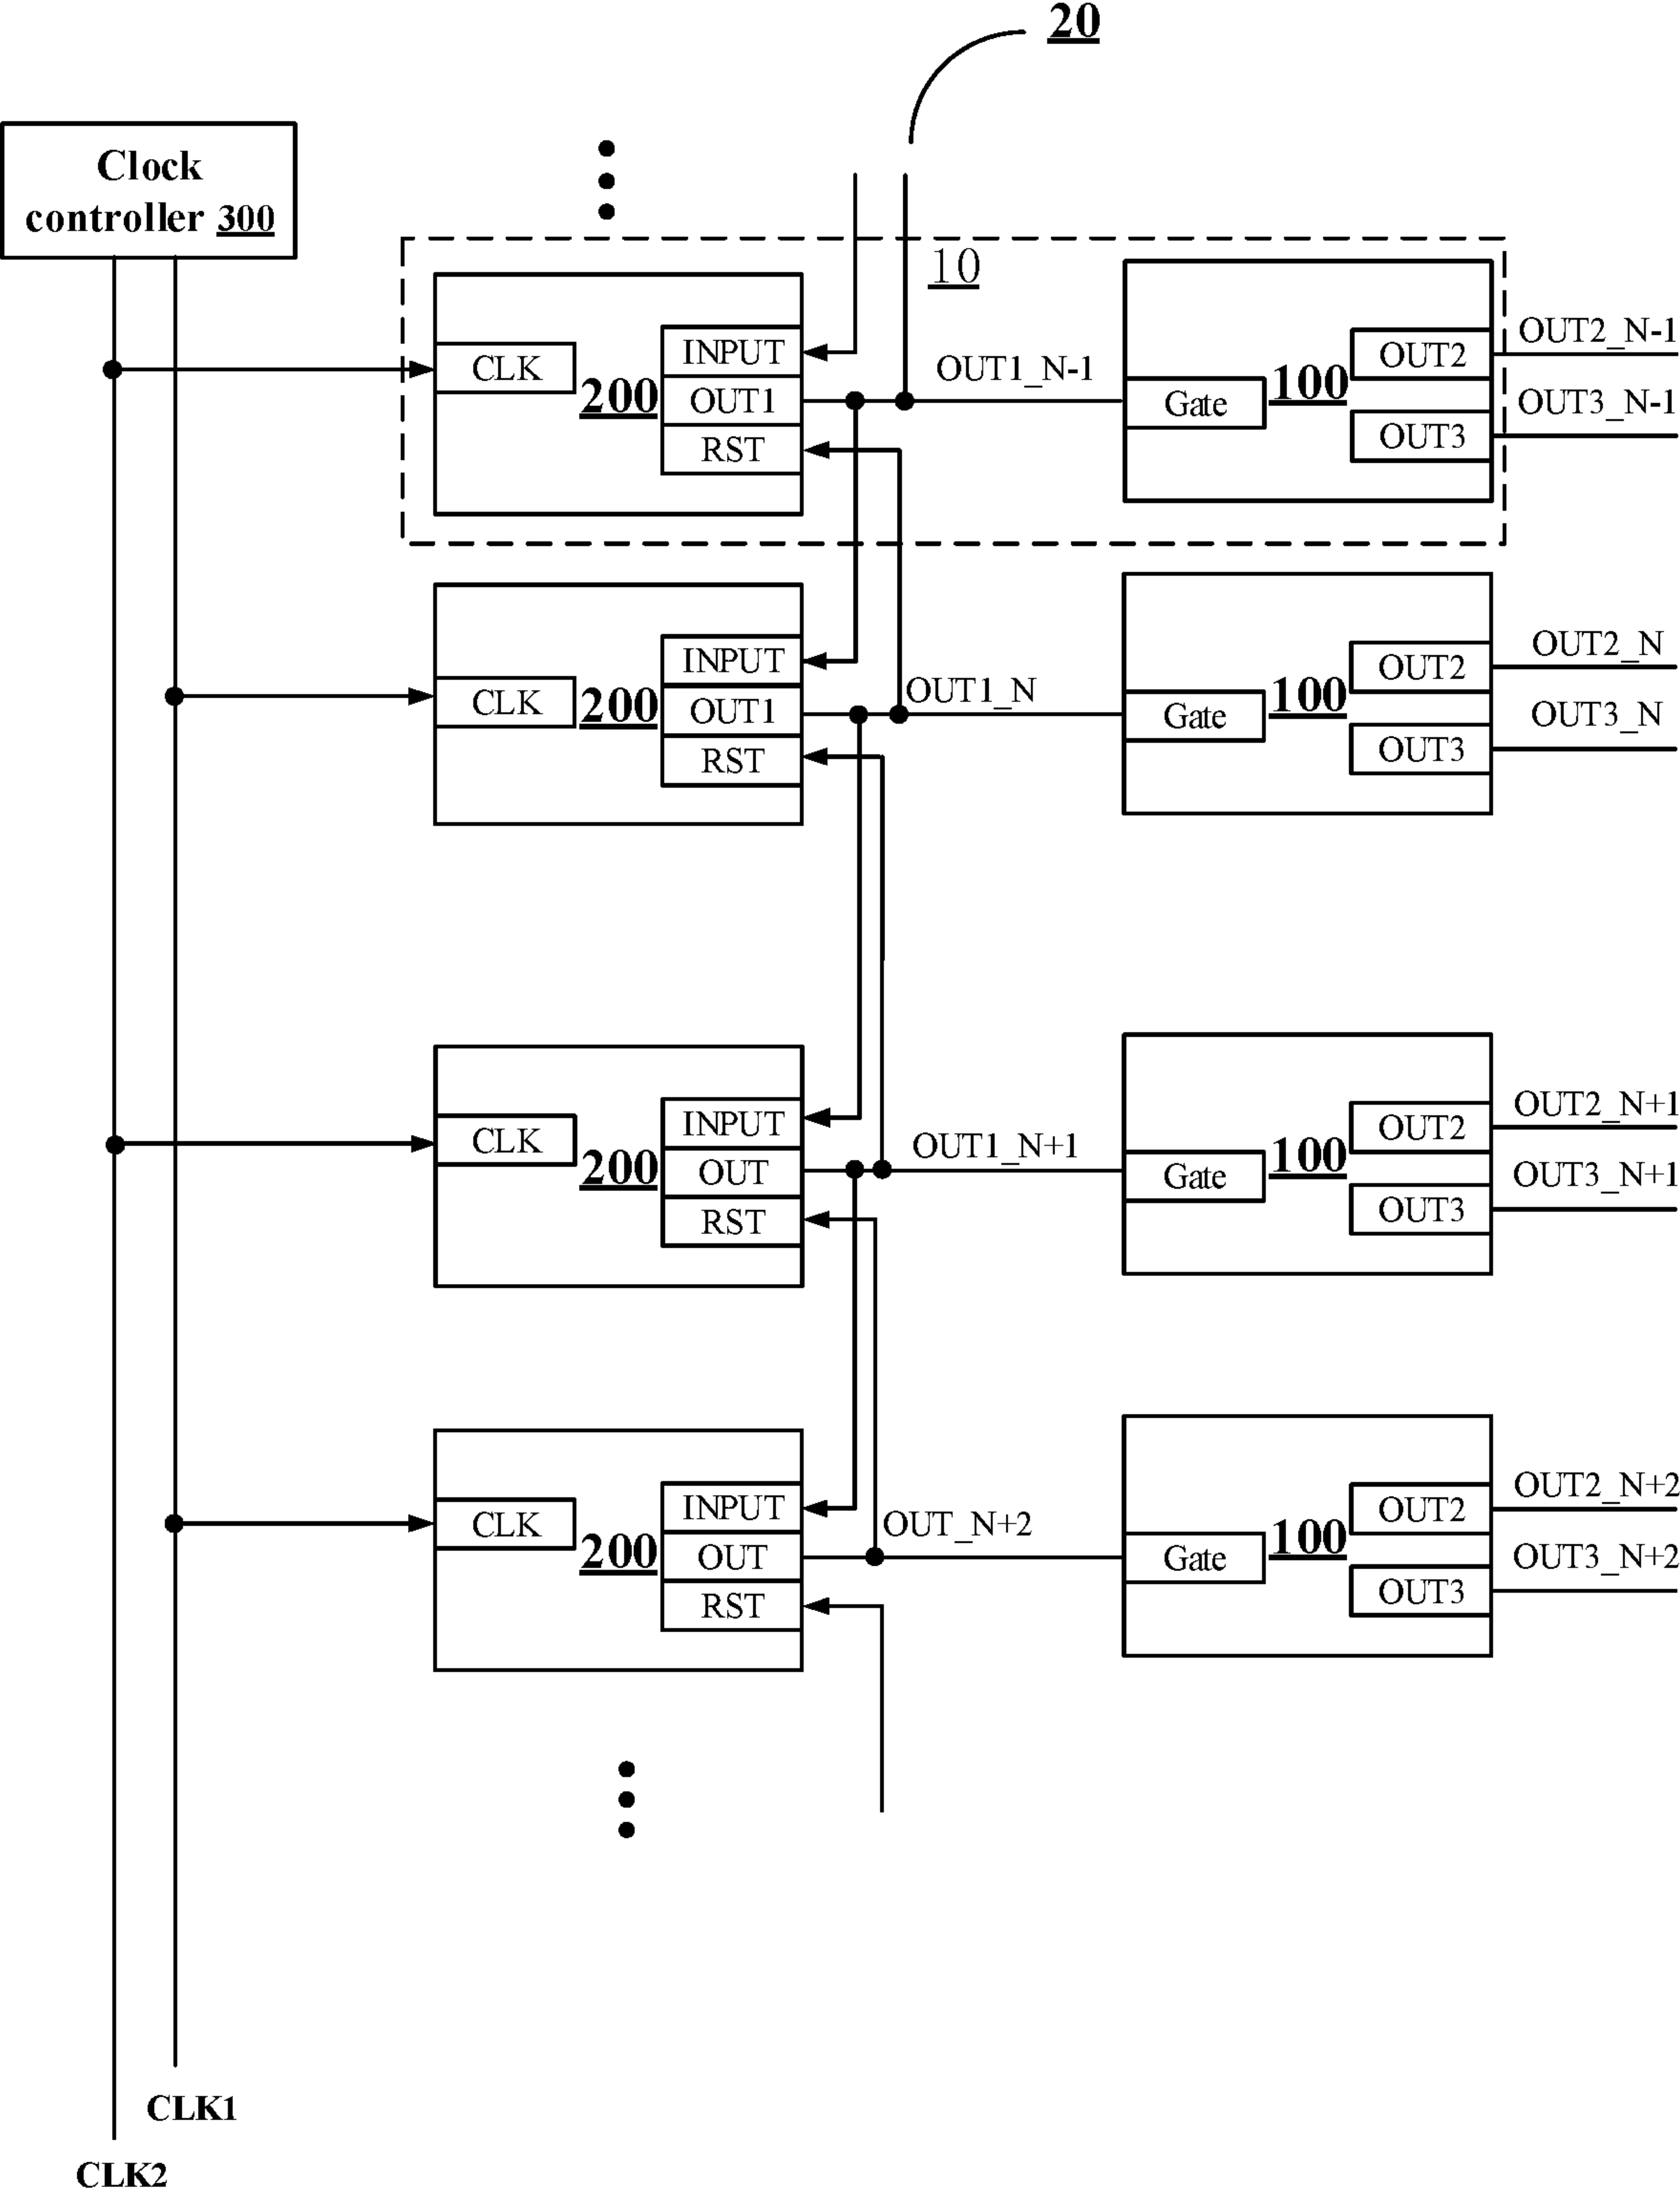 20
Clock
controller 300
10
INPUT
CLK
200
OUT1
RST
OUT1_N-1
Gate
100
OUT2
OUT3
OUT2_N-1
OUT3_N-1
INPUT
CLK
200
OUT1
RST
OUT1_N
Gate
100
OUT2
OUT3
OUT2_N
OUT3_N
INPUT
CLK
200
OUT
RST
OUT1_N+1
Gate
100
OUT2
OUT3
OUT2_N+1
OUT3_N+1
INPUT
CLK
200
OUT
RST
OUT_N+2
Gate
100
OUT2
OUT3
OUT2_N+2
OUT3_N+2
CLK1
CLK2